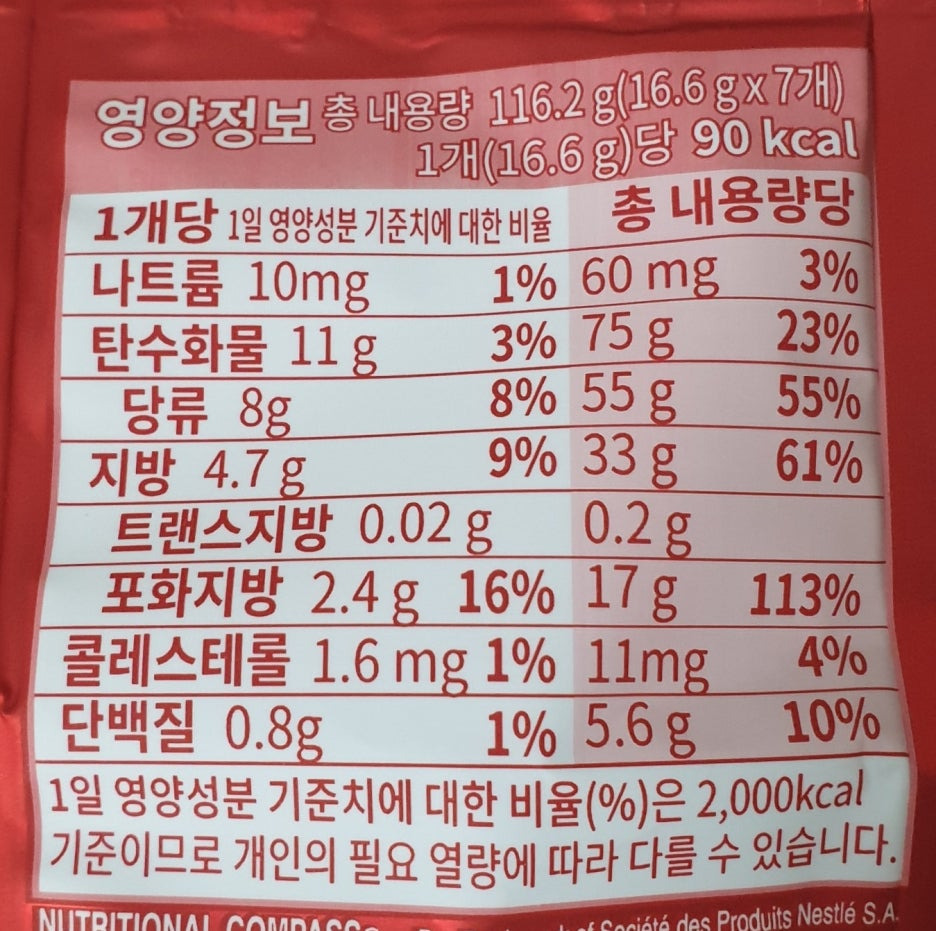 영양정보 총 내용량 116.2 g(16.6 g x 7개)
1개(16.6 g)당 90 kcal
1개당 1일 영양성분 기준치에 대한 비율 총 내용량당
나트륨 10mg 1% 60 mg 3%
탄수화물 11 g 3% 75 g 23%
당류 8g 8% 55 g 55%
지방 4.7 g 9% 33 g 61%
트랜스지방 0.02 g 0.2 g
포화지방 2.4 g 16% 17 g 113%
콜레스테롤 1.6 mg 1% 11mg 4%
단백질 0.8g 1% 5.6 g 10%
1일 영양성분 기준치에 대한 비율(%)은 2,000kcal
기준이므로 개인의 필요 열량에 따라 다를 수 있습니다.
NUTRITIONAL COMPASS® of Société des Produits Nestlé S.A.